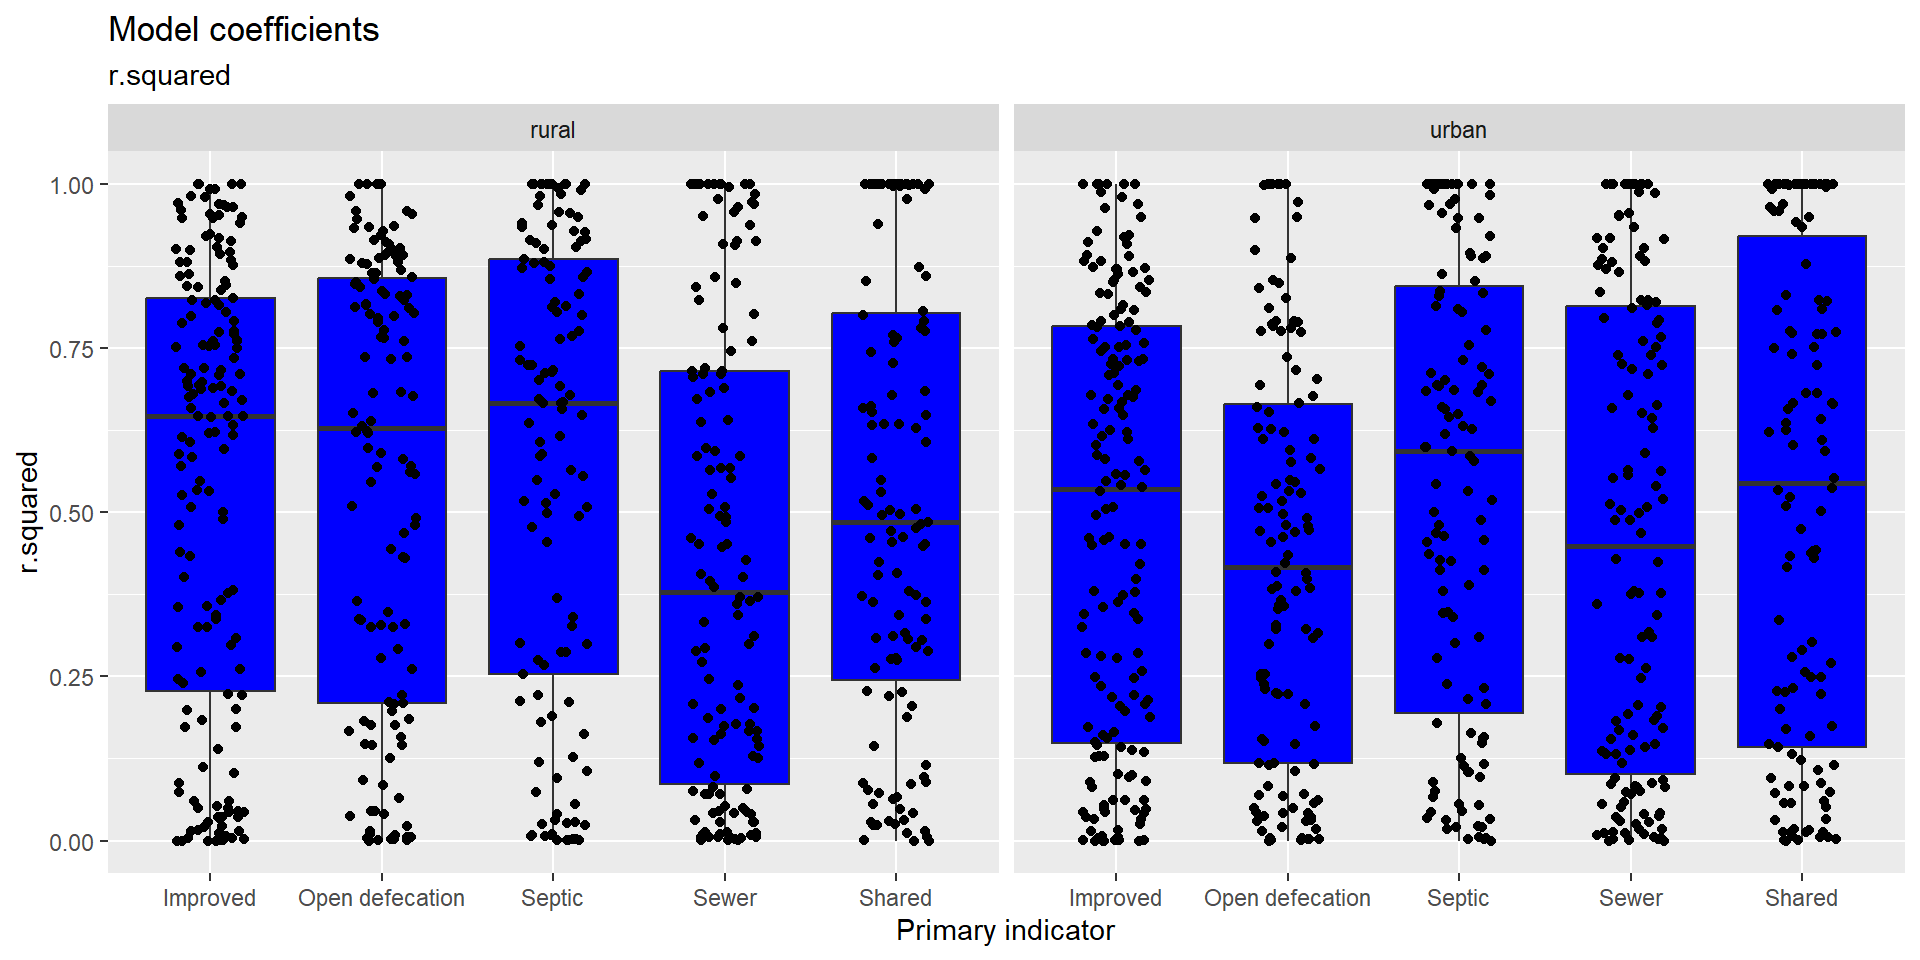 Model coefficients
r.squared
rural
urban
r.squared
1.00
0.75
0.50
0.25
0.00
Improved
Open defecation
Septic
Sewer
Shared
Improved
Open defecation
Septic
Sewer
Shared
Primary indicator